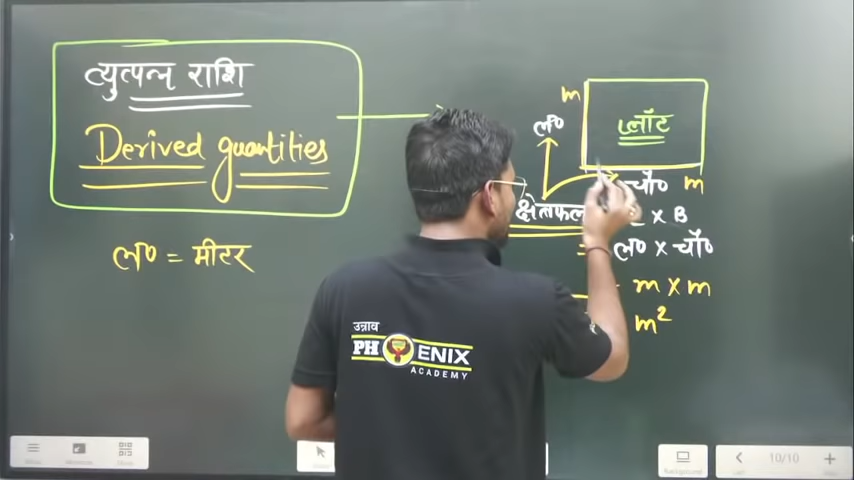 व्युत्पन्न राशि
Derived quantities
ल० = मीटर
m
प्लॉट
ल०
चौ० m
क्षेत्रफल
x B
= ल० x चौ०
m x m
m²
उन्नाव
PHOENIX
ACADEMY
10/10